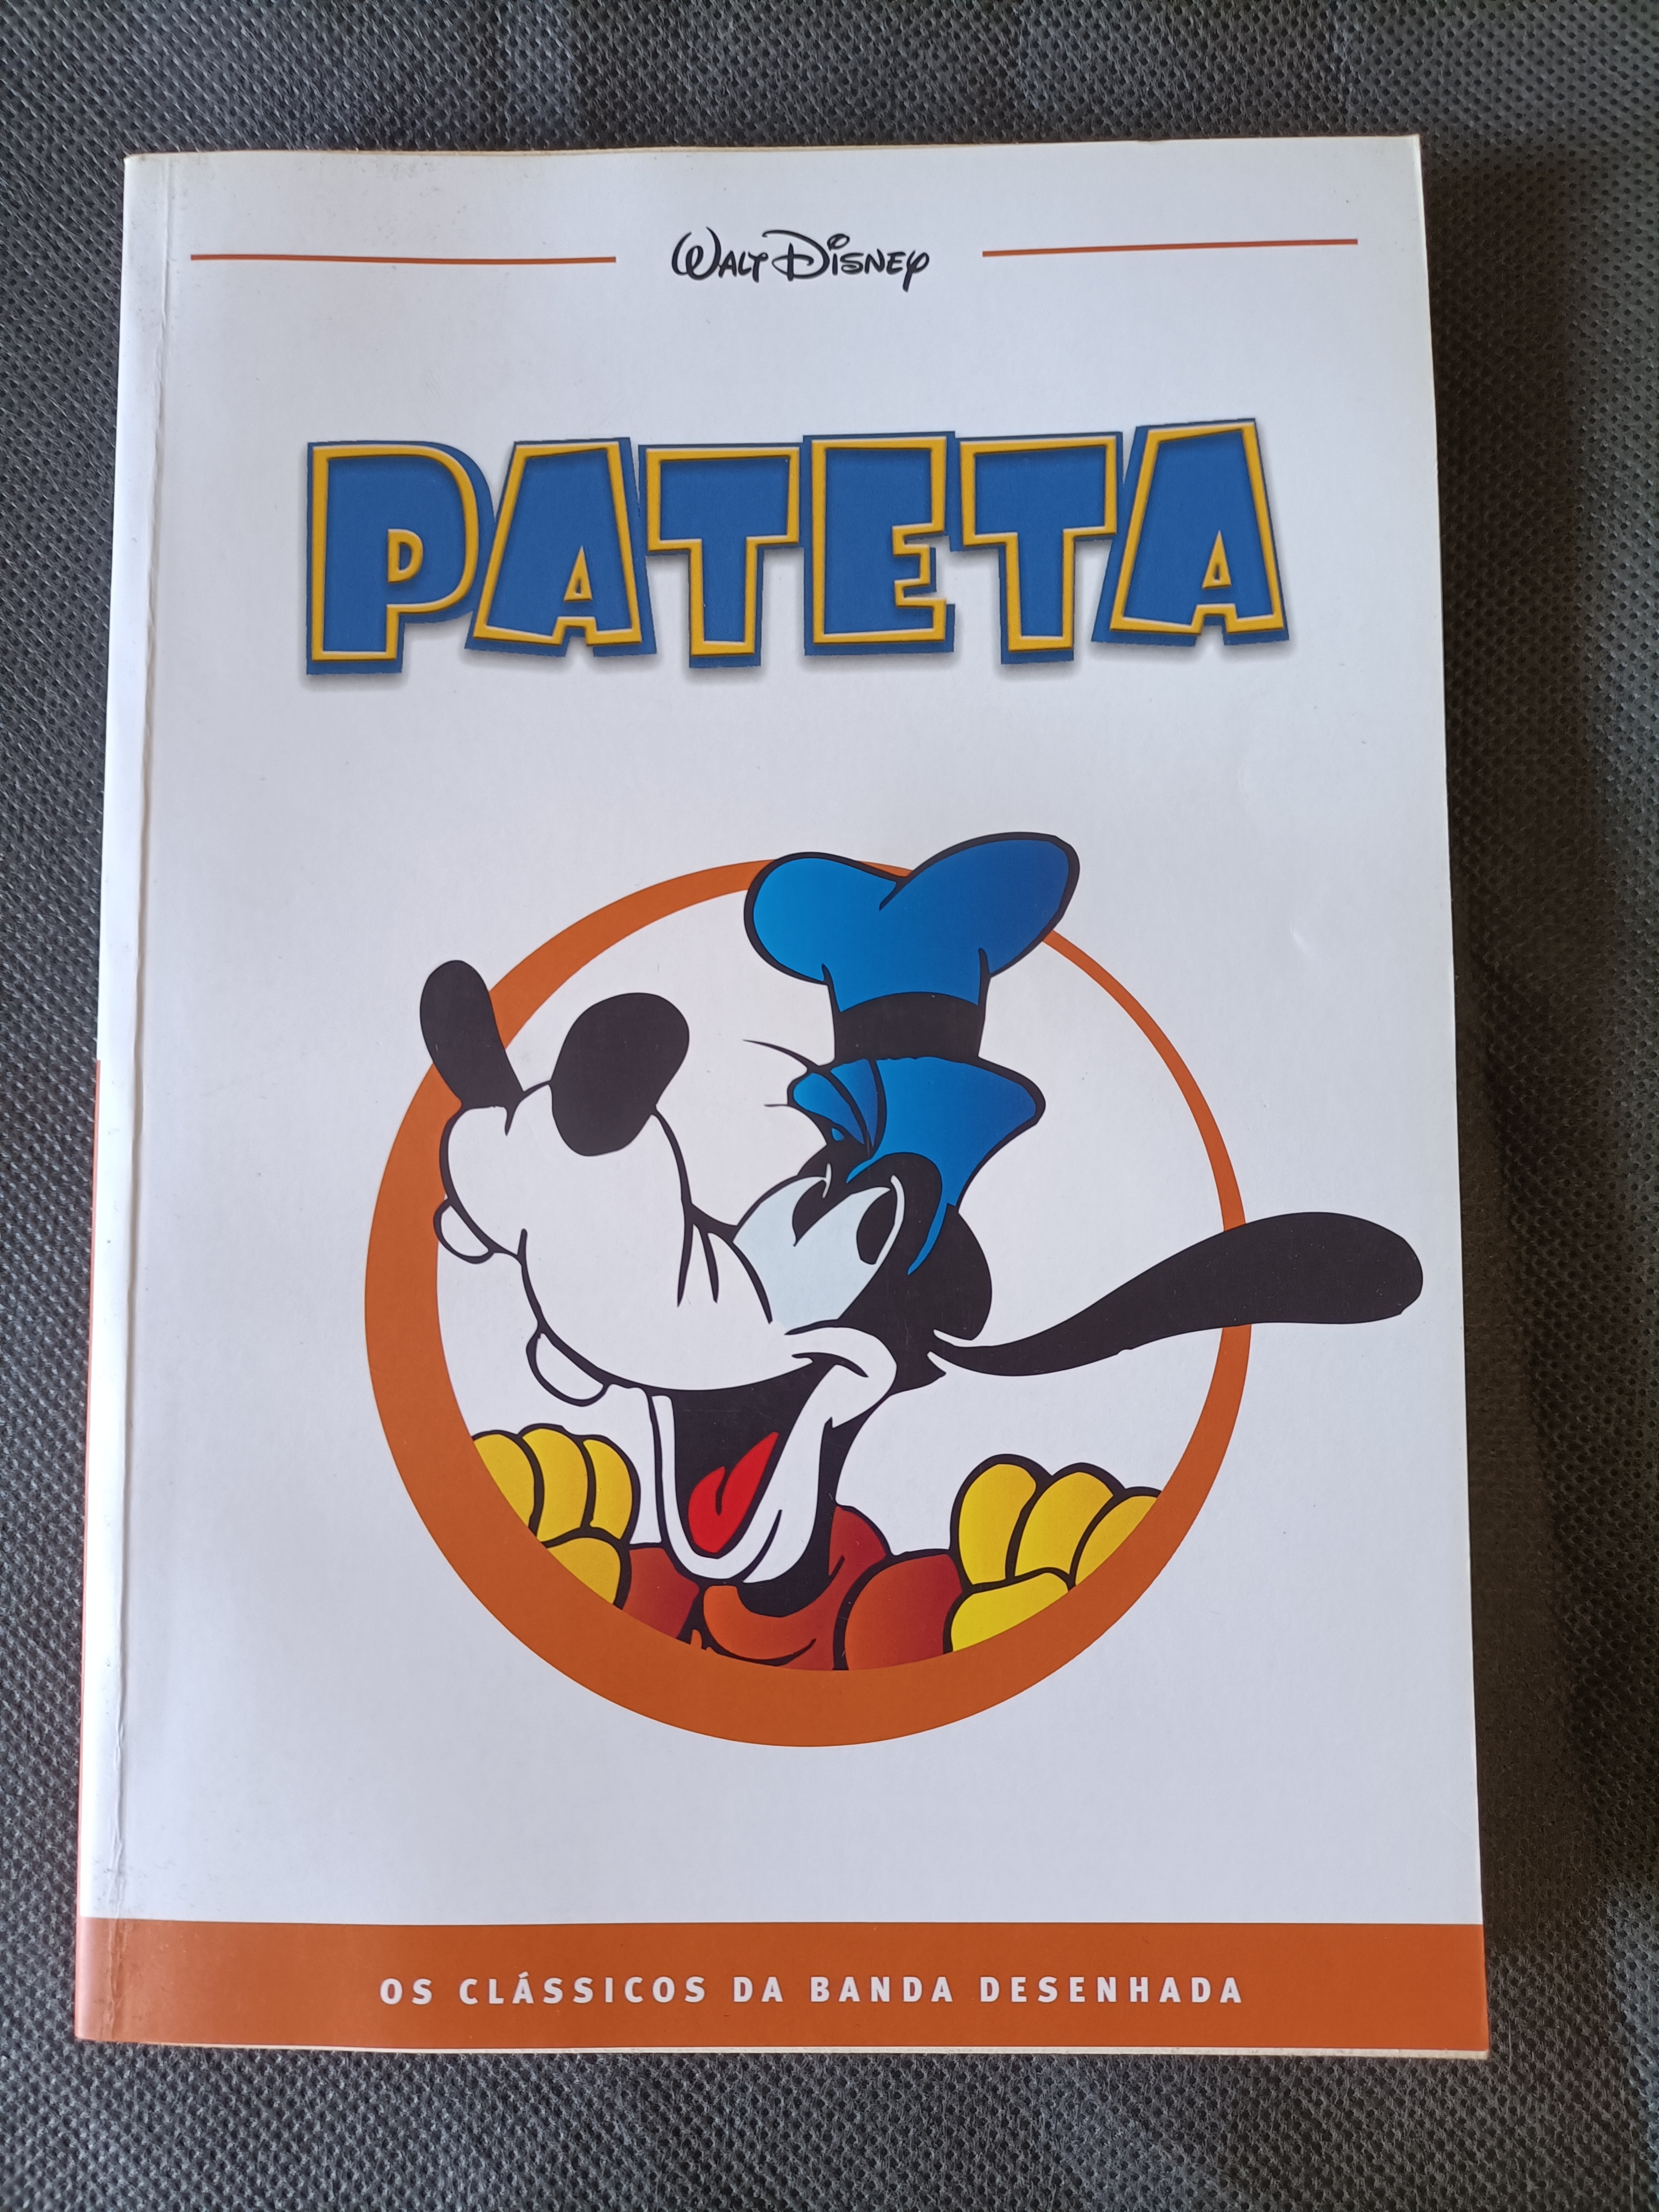 WALT DISNEY
PATETA
OS CLÁSSICOS DA BANDA DESENHADA